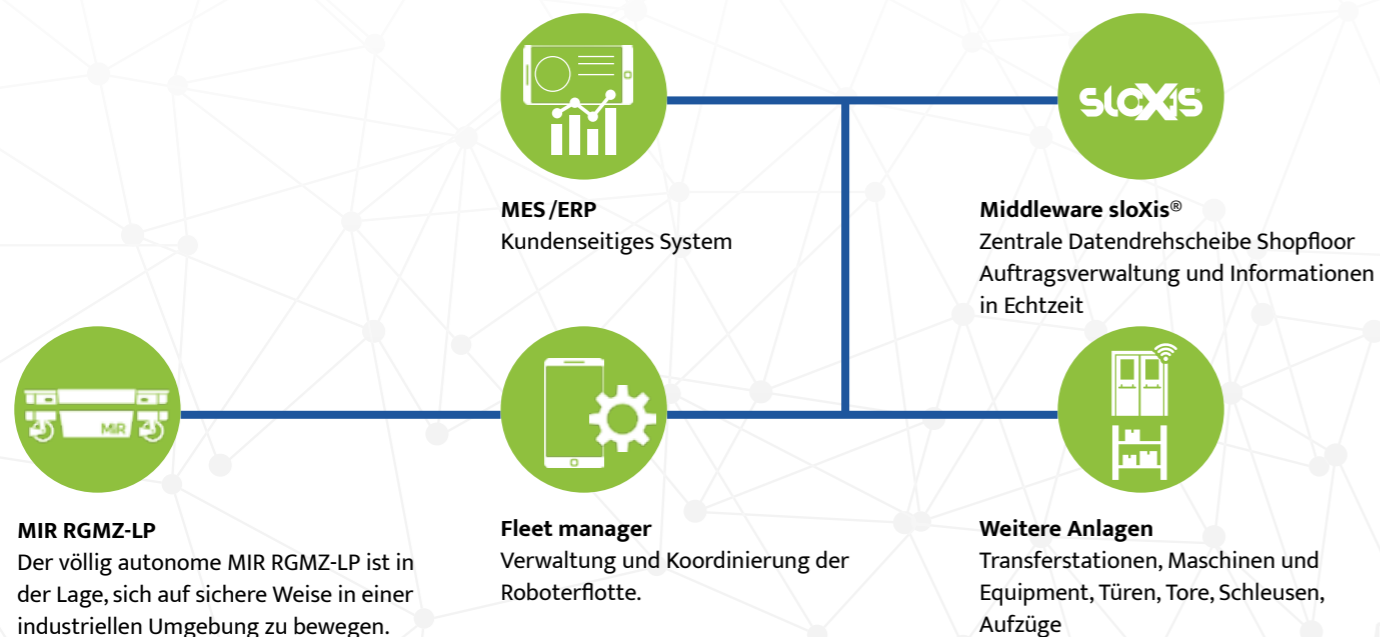 sloXis
MES/ERP
Kundenseitiges System
Middleware sloXis®
Zentrale Datendrehscheibe Shopfloor
Auftragsverwaltung und Informationen
in Echtzeit
MiR
MIR RGMZ-LP
Der völlig autonome MIR RGMZ-LP ist in
der Lage, sich auf sichere Weise in einer
industriellen Umgebung zu bewegen.
Fleet manager
Verwaltung und Koordinierung der
Roboterflotte.
Weitere Anlagen
Transferstationen, Maschinen und
Equipment, Türen, Tore, Schleusen,
Aufzüge